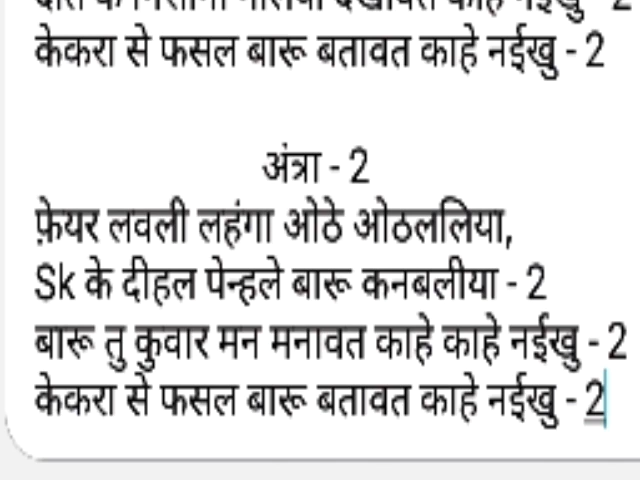 केकरा से फसल बारू बतावत काहे नईखु - 2
अंत्रा - 2
फ़ेयर लवली लहंगा ओठे ओठललिया,
Sk के दीहल पेन्हले बारू कनबलीया - 2
बारू तु कुवार मन मनावत काहे काहे नईखु - 2
केकरा से फसल बारू बतावत काहे नईखु - 2